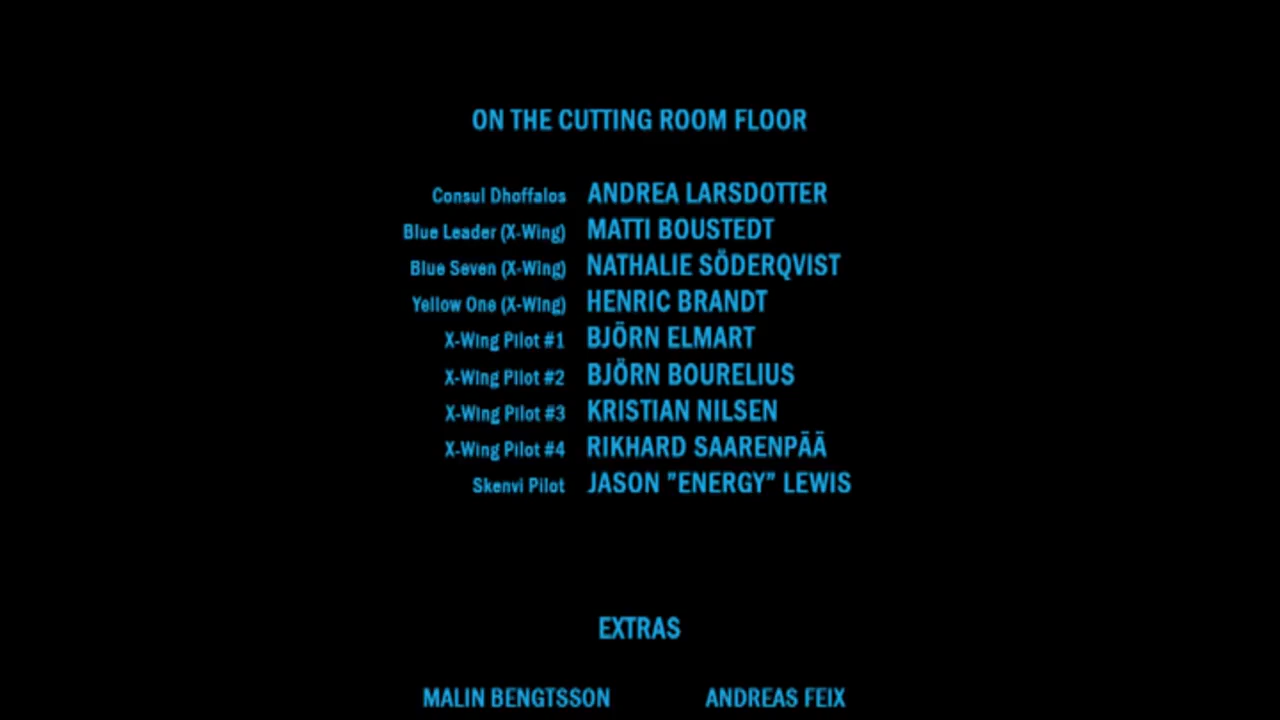 ON THE CUTTING ROOM FLOOR
Consul Dhoffalos ANDREA LARSDOTTER
Blue Leader (X-Wing) MATTI BOUSTEDT
Blue Seven (X-Wing) NATHALIE SÖDERQVIST
Yellow One (X-Wing) HENRIC BRANDT
X-Wing Pilot #1 BJÖRN ELMART
X-Wing Pilot #2 BJÖRN BOURELIUS
X-Wing Pilot #3 KRISTIAN NILSEN
X-Wing Pilot #4 RIKHARD SAARENPÄÄ
Skenvi Pilot JASON ”ENERGY” LEWIS
EXTRAS
MALIN BENGTSSON ANDREAS FEIX